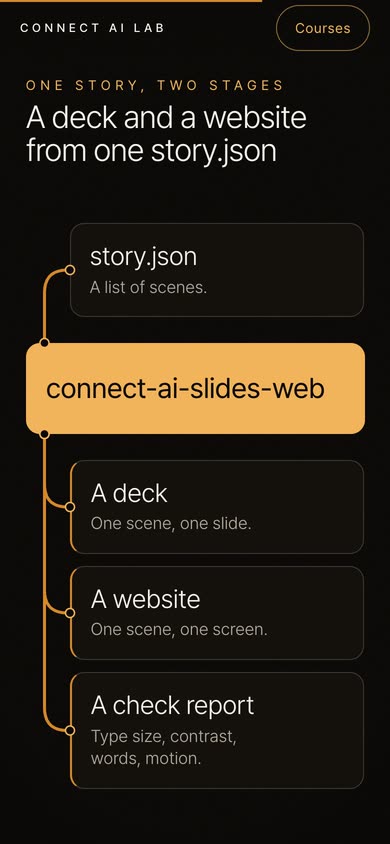 CONNECT AI LAB
Courses
ONE STORY, TWO STAGES
A deck and a website
from one story.json
story.json
A list of scenes.
connect-ai-slides-web
A deck
One scene, one slide.
A website
One scene, one screen.
A check report
Type size, contrast,
words, motion.